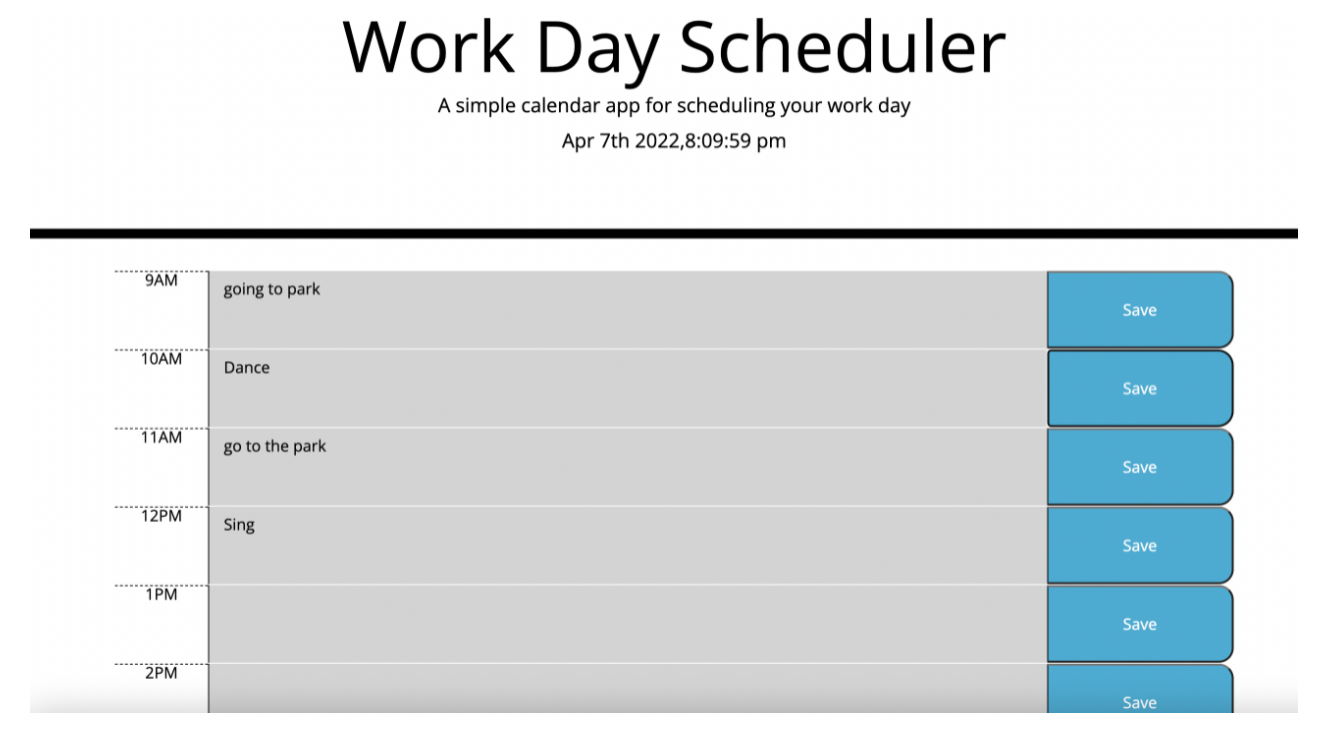 Work Day Scheduler
A simple calendar app for scheduling your work day
Apr 7th 2022,8:09:59 pm
9AM going to park Save
10AM Dance Save
11AM go to the park Save
12PM Sing Save
1PM Save
2PM Save